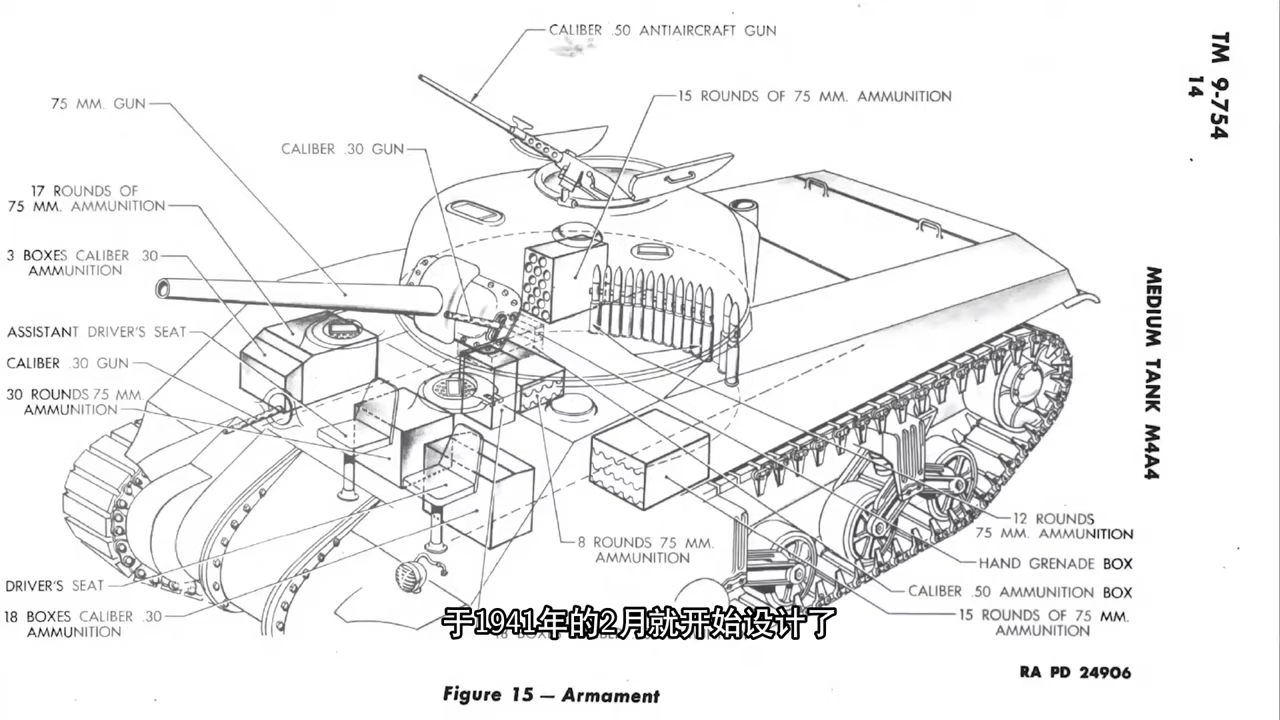 CALIBER .50 ANTIAIRCRAFT GUN
75 MM. GUN
15 ROUNDS OF 75 MM. AMMUNITION
CALIBER .30 GUN
17 ROUNDS OF
75 MM. AMMUNITION
3 BOXES CALIBER .30
AMMUNITION
ASSISTANT DRIVER'S SEAT
CALIBER .30 GUN
30 ROUNDS 75 MM.
AMMUNITION
DRIVER'S SEAT
18 BOXES CALIBER .30
AMMUNITION
8 ROUNDS 75 MM.
AMMUNITION
12 ROUNDS
75 MM. AMMUNITION
HAND GRENADE BOX
CALIBER .50 AMMUNITION BOX
15 ROUNDS OF 75 MM.
AMMUNITION
于1941年的2月就开始设计了
RA PD 24906
Figure 15 — Armament
TM 9-754
14
MEDIUM TANK M4A4